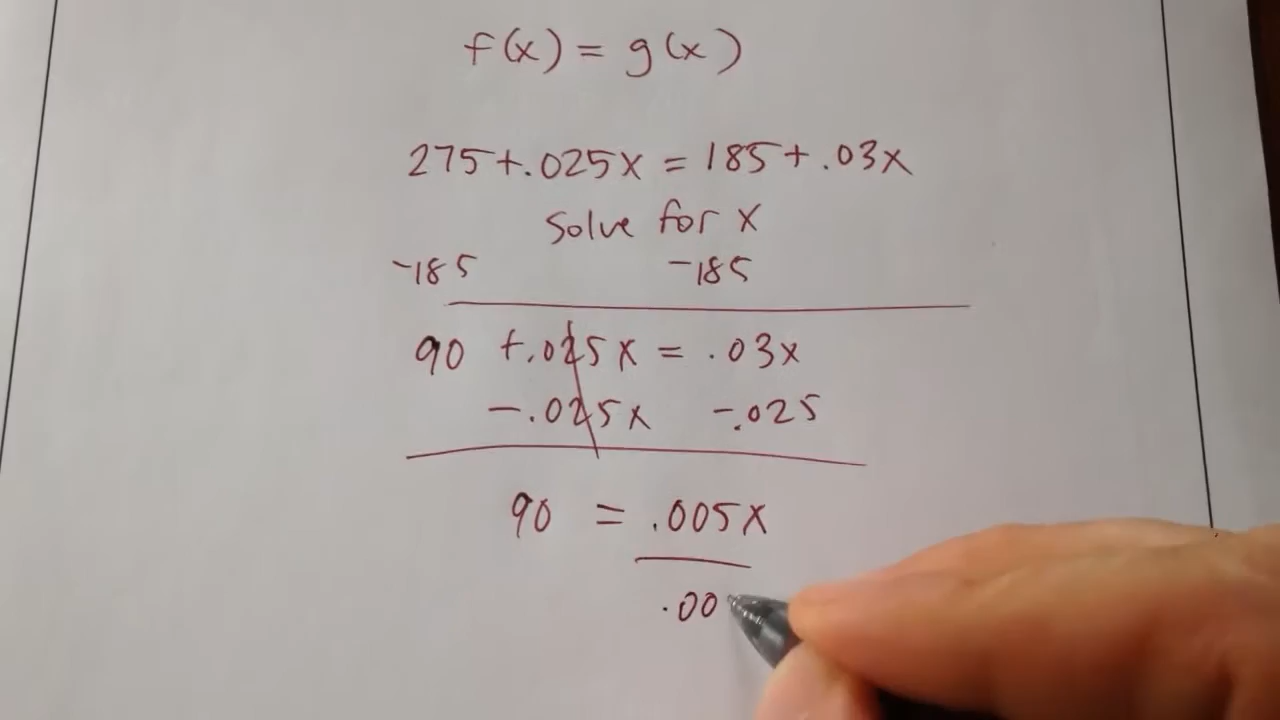 f(x) = g(x)
275+.025x = 185+.03x
Solve for x
-185 -185
90 +.025x = .03x
-.025x -.025
90 = .005x
.00